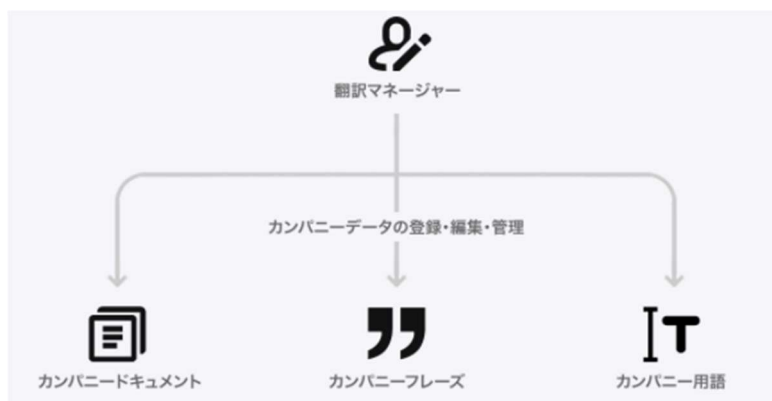 翻訳マネージャー
カンパニーデータの登録・編集・管理
カンパニードキュメント
カンパニーフレーズ
カンパニー用語